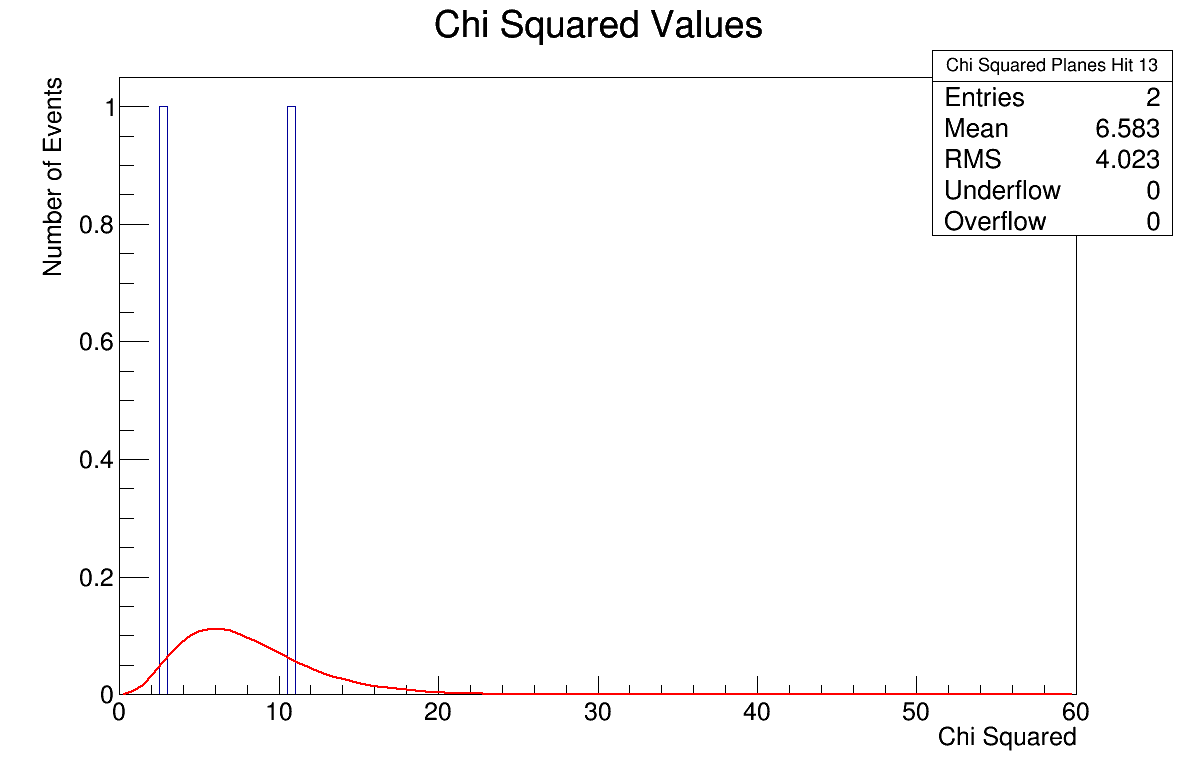 Chi Squared Values
Chi Squared Planes Hit 13
Entries 2
Mean 6.583
RMS 4.023
Underflow 0
Overflow 0
Number of Events
1
0.8
0.6
0.4
0.2
0
0 10 20 30 40 50 60
Chi Squared